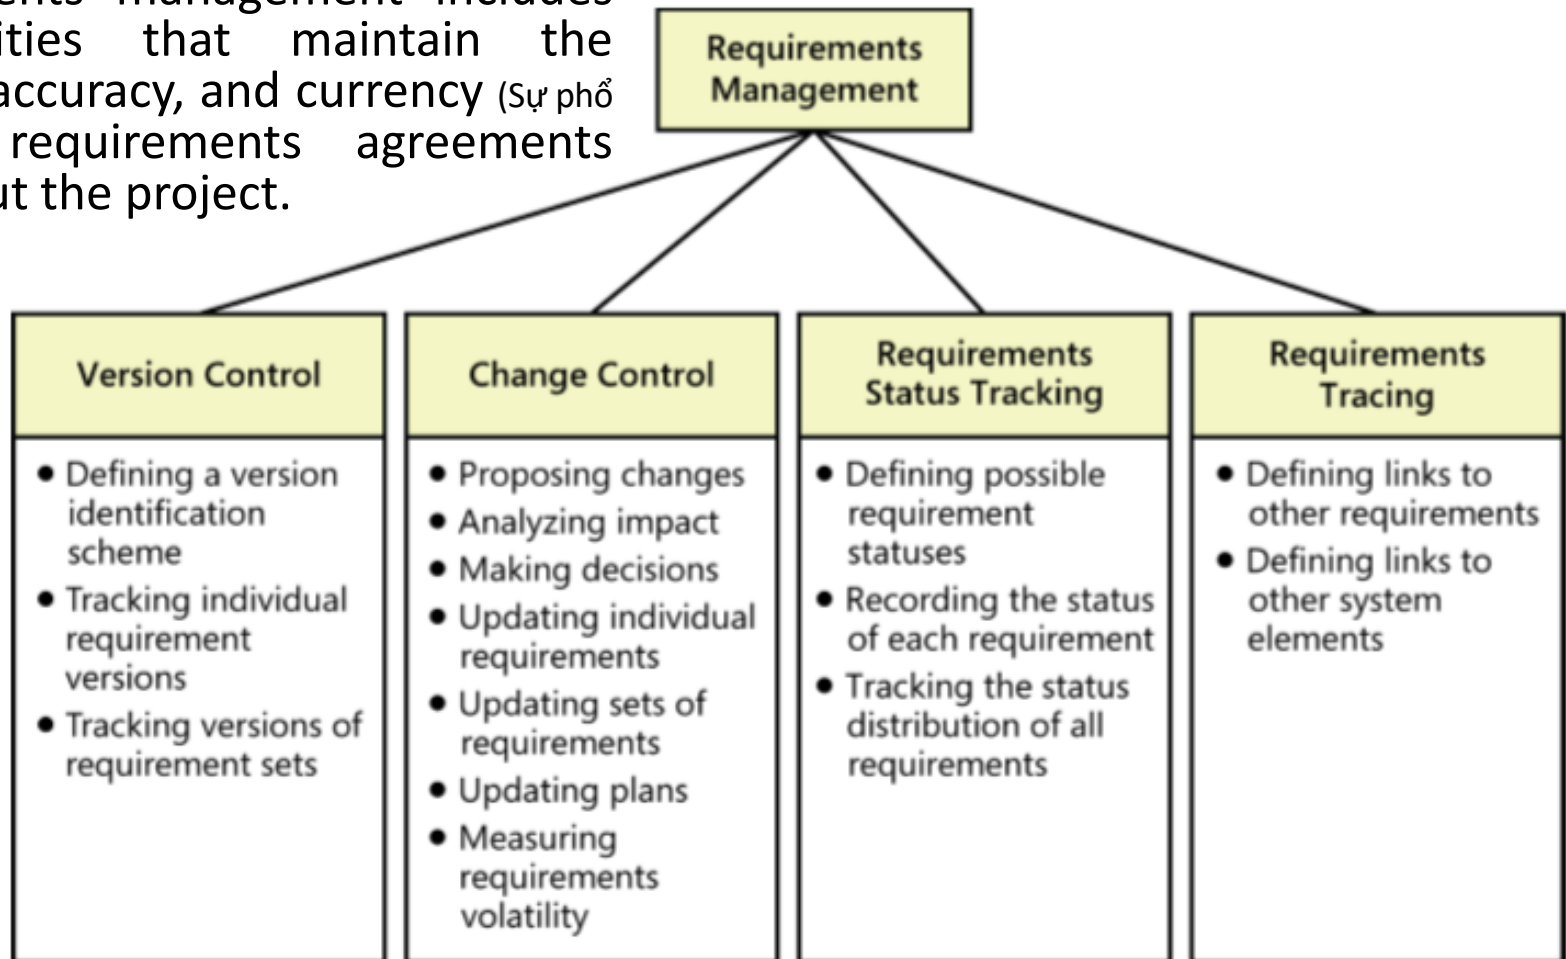 management includes
that maintain the
accuracy, and currency (Sự phổ
requirements agreements
the project.
Requirements
Management
Version Control
• Defining a version
identification
scheme
• Tracking individual
requirement
versions
• Tracking versions of
requirement sets
Change Control
• Proposing changes
• Analyzing impact
• Making decisions
• Updating individual
requirements
• Updating sets of
requirements
• Updating plans
• Measuring
requirements
volatility
Requirements
Status Tracking
• Defining possible
requirement
statuses
• Recording the status
of each requirement
• Tracking the status
distribution of all
requirements
Requirements
Tracing
• Defining links to
other requirements
• Defining links to
other system
elements